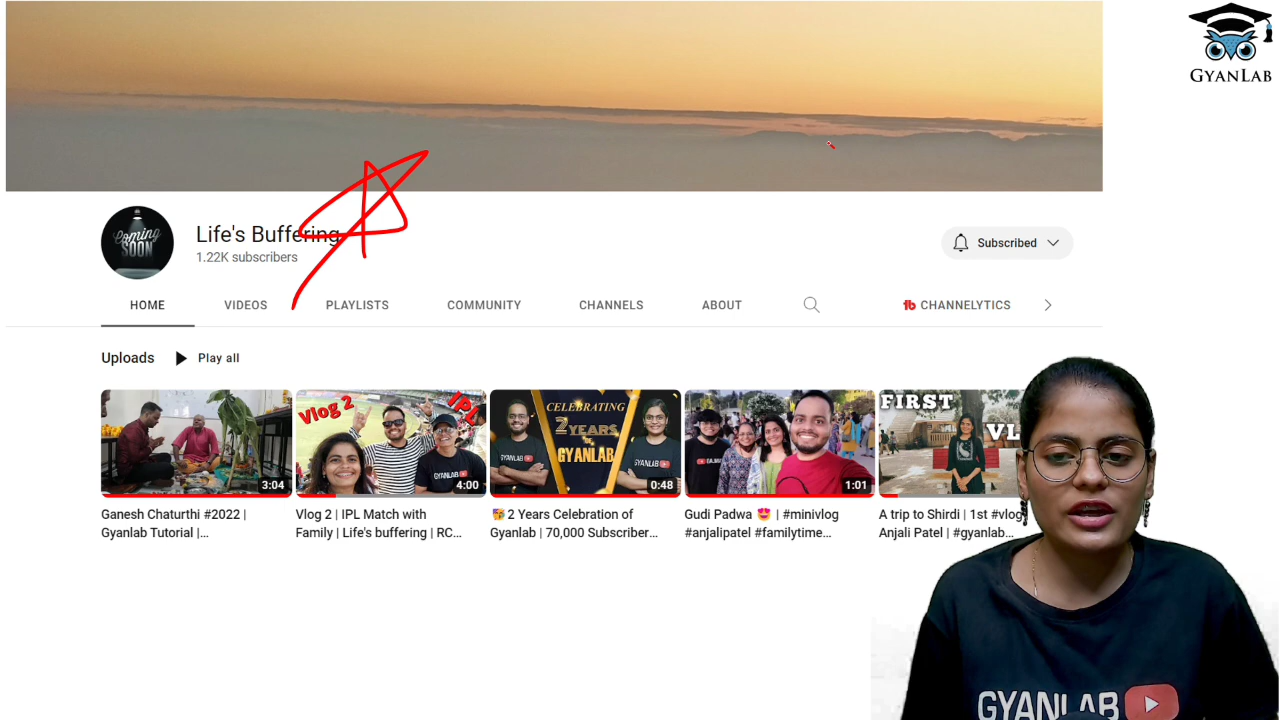 GYANLAB
Life's Buffering
1.22K subscribers
Subscribed
HOME VIDEOS PLAYLISTS COMMUNITY CHANNELS ABOUT CHANNELYTICS
Uploads Play all
COMING SOON
3:04
Vlog 2 IPL
4:00
CELEBRATING
2 YEARS
GYANLAB
GYANLAB
GYANLAB
0:48
1:01
FIRST
VL
Ganesh Chaturthi #2022 |
Gyanlab Tutorial |...
Vlog 2 | IPL Match with
Family | Life's buffering | RC...
🥳 2 Years Celebration of
Gyanlab | 70,000 Subscriber...
Gudi Padwa 😍 | #minivlog
#anjalipatel #familytime...
A trip to Shirdi | 1st #vlog
Anjali Patel | #gyanlab...
GYANLAB